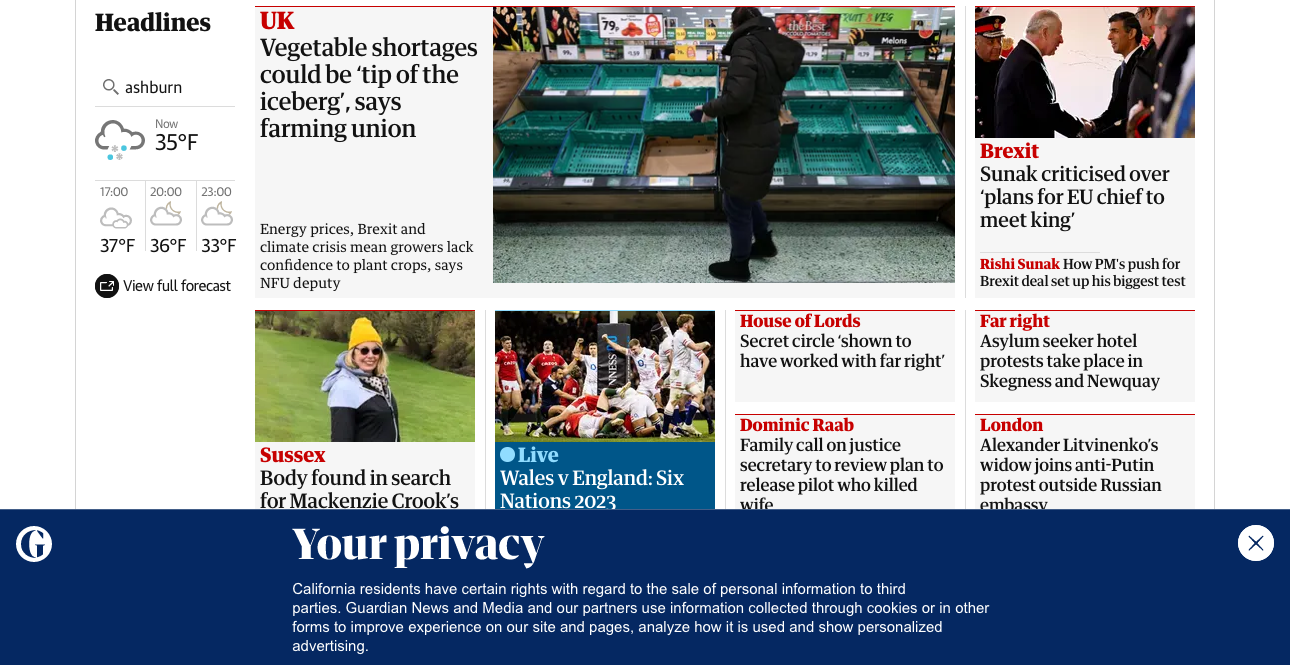 Headlines
ashburn
Now
35°F
17:00
20:00
23:00
37°F
36°F
33°F
View full forecast
UK
Vegetable shortages
could be ‘tip of the
iceberg’, says
farming union
Energy prices, Brexit and
climate crisis mean growers lack
confidence to plant crops, says
NFU deputy
79
FRUIT & VEG
the Best
Melons
Brexit
Sunak criticised over
‘plans for EU chief to
meet king’
Rishi Sunak How PM's push for
Brexit deal set up his biggest test
Sussex
Body found in search
for Mackenzie Crook’s
Live
Wales v England: Six
Nations 2023
House of Lords
Secret circle ‘shown to
have worked with far right’
Dominic Raab
Family call on justice
secretary to review plan to
release pilot who killed
wife
Far right
Asylum seeker hotel
protests take place in
Skegness and Newquay
London
Alexander Litvinenko’s
widow joins anti-Putin
protest outside Russian
embassy
Your privacy
California residents have certain rights with regard to the sale of personal information to third
parties. Guardian News and Media and our partners use information collected through cookies or in other
forms to improve experience on our site and pages, analyze how it is used and show personalized
advertising.